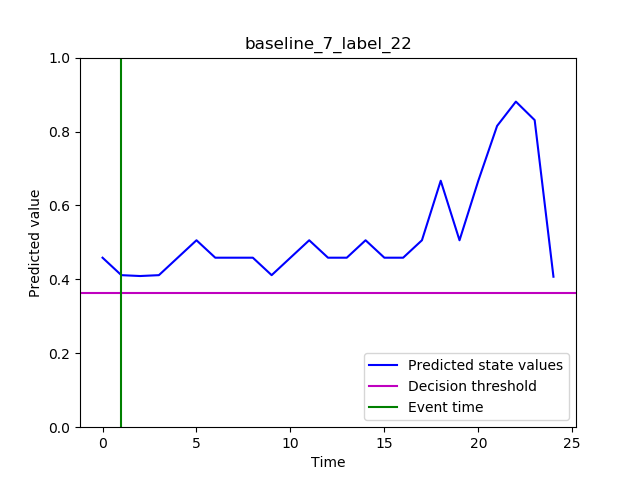 baseline_7_label_22
1.0
0.8
0.6
0.4
0.2
0.0
Predicted value
0 5 10 15 20 25
Time
Predicted state values
Decision threshold
Event time